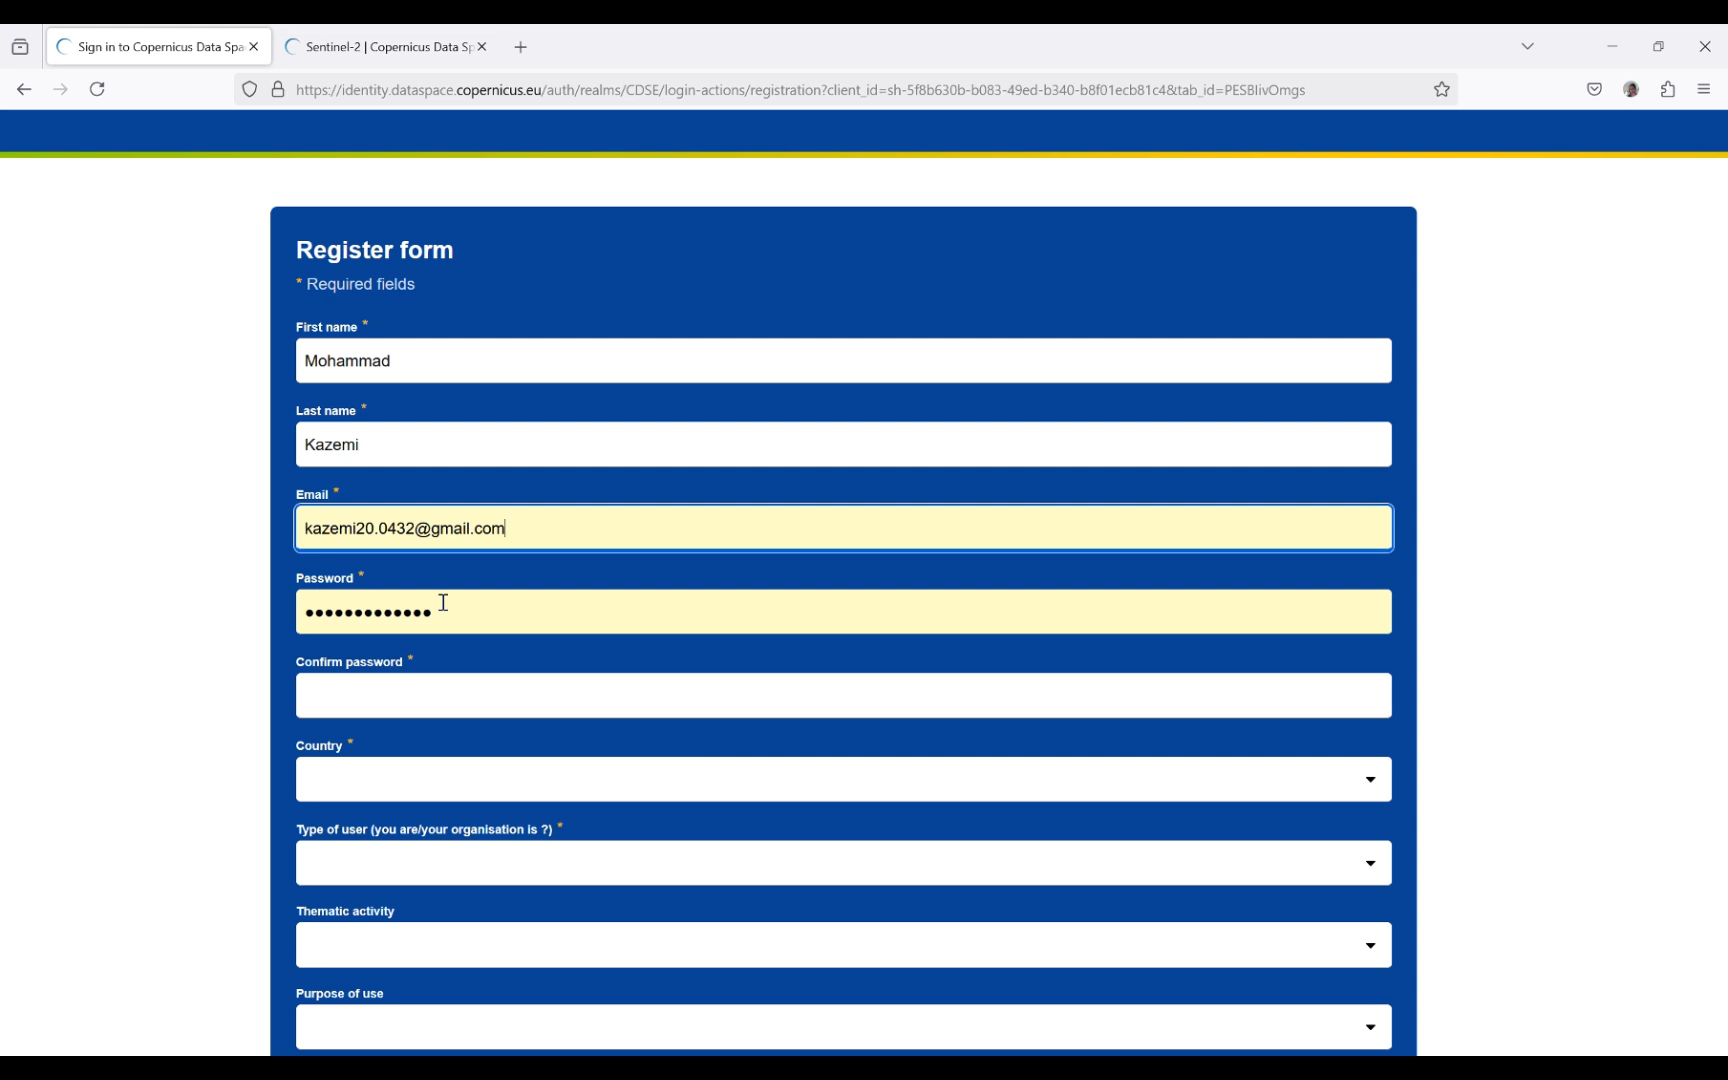 Sign in to Copernicus Data Spa
Sentinel-2 | Copernicus Data Sp
https://identity.dataspace.copernicus.eu/auth/realms/CDSE/login-actions/registration?client_id=sh-5f8b630b-b083-49ed-b340-b8f01ecb81c4&tab_id=PESBlivOmgs
Register form
* Required fields
First name *
Mohammad
Last name *
Kazemi
Email *
kazemi20.0432@gmail.com
Password *
•••••••••••••
Confirm password *
Country *
Type of user (you are/your organisation is ?) *
Thematic activity
Purpose of use